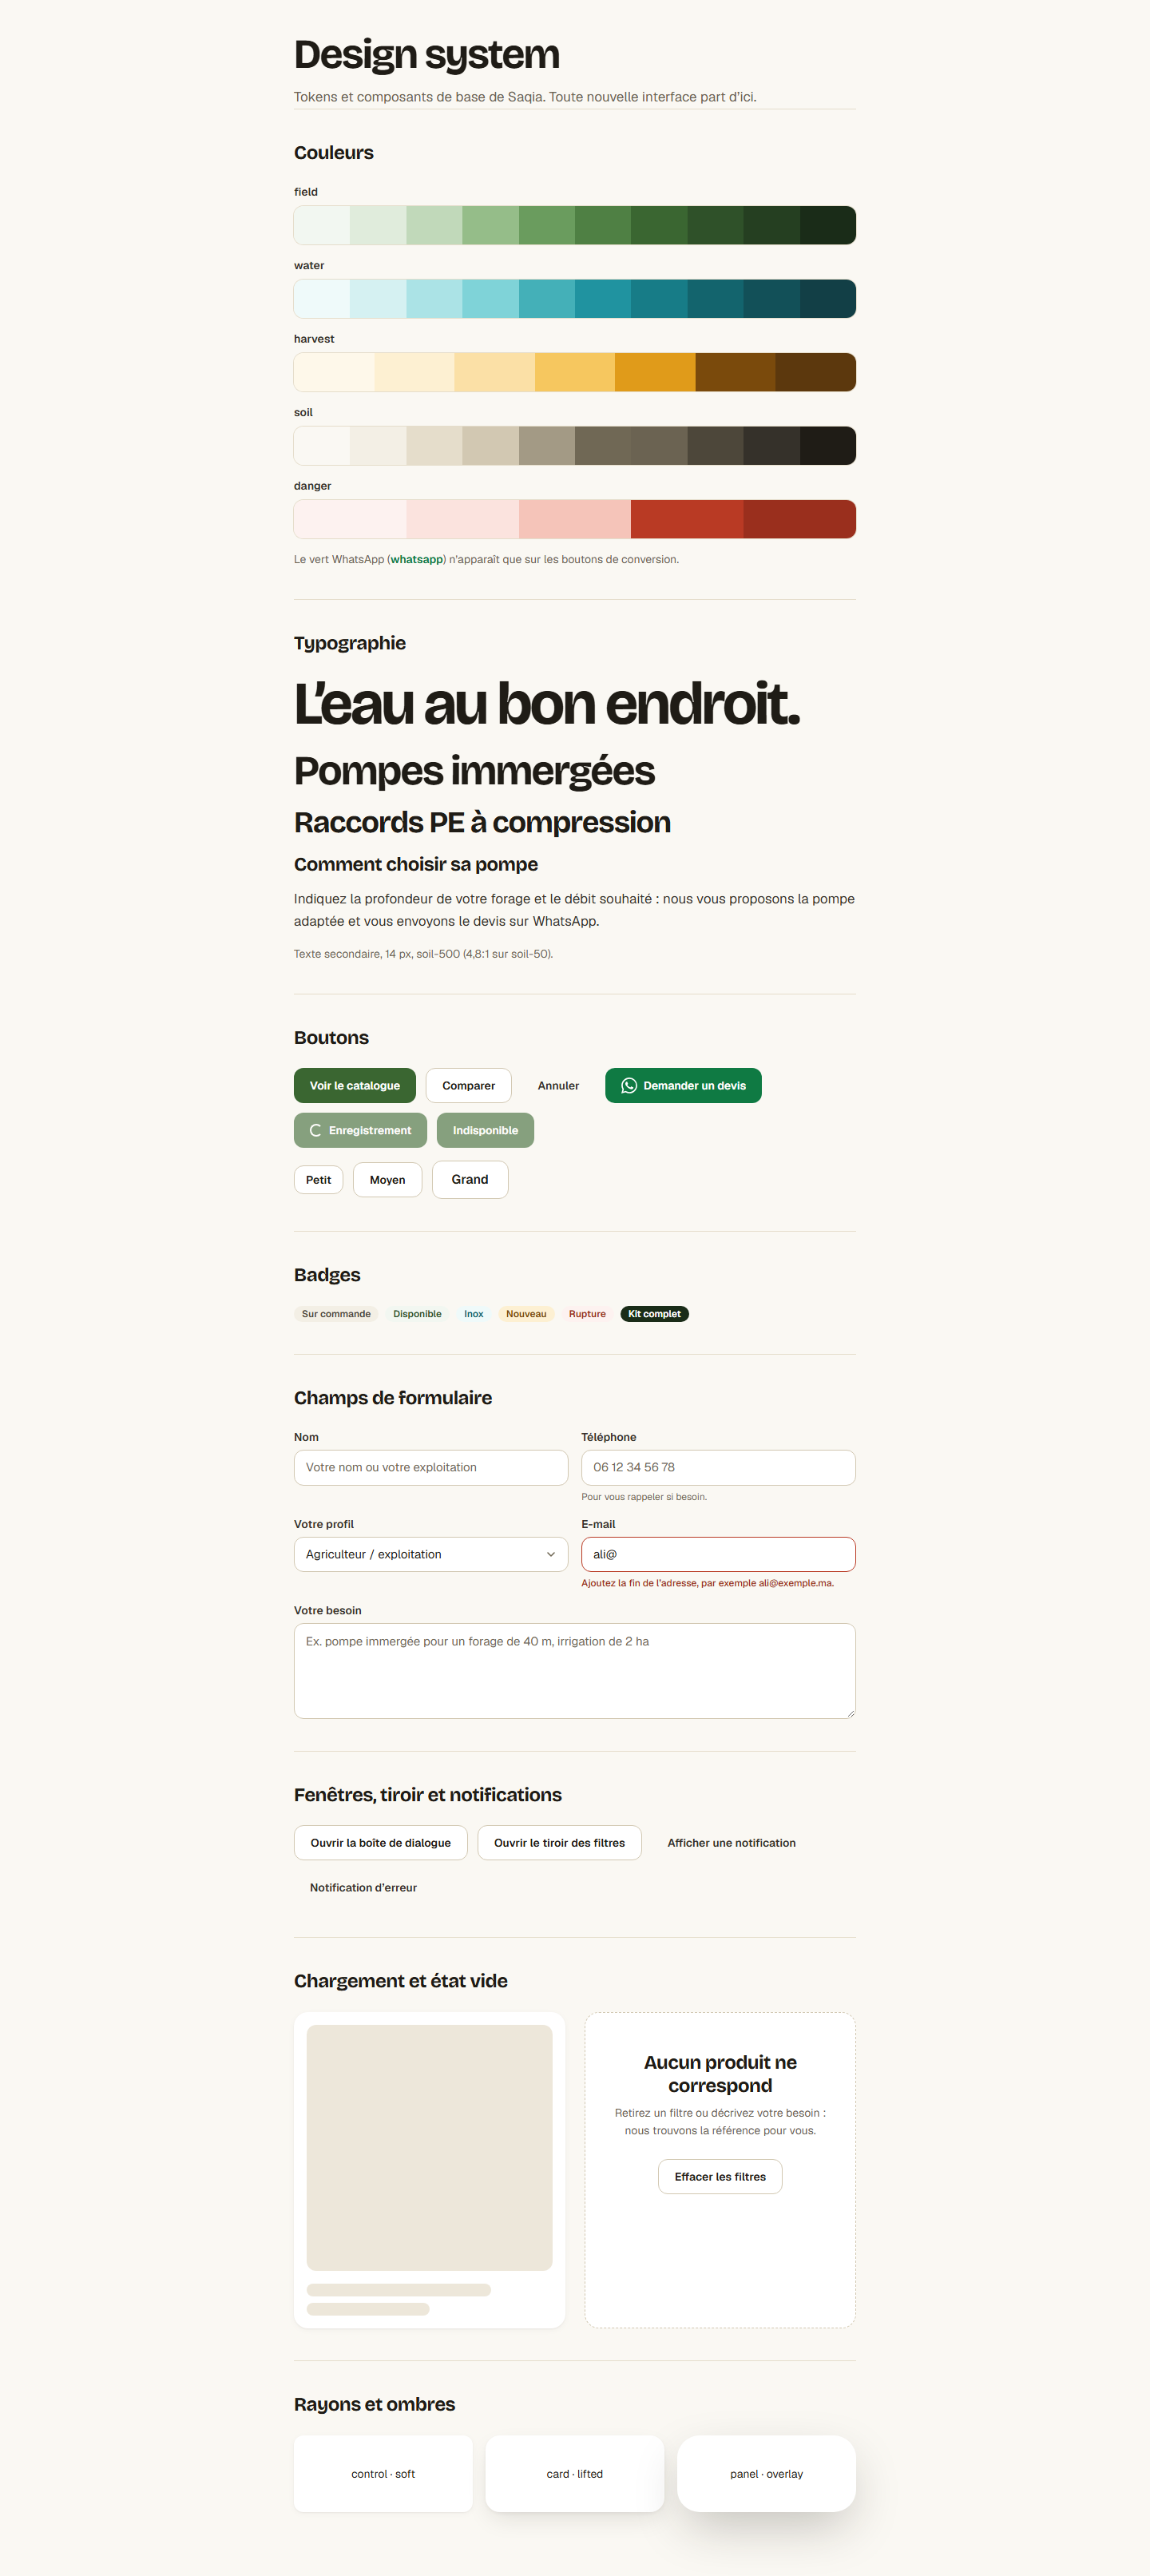 Design system
Tokens et composants de base de Saqia. Toute nouvelle interface part d’ici.
Couleurs
field
water
harvest
soil
danger
Le vert WhatsApp (whatsapp) n’apparaît que sur les boutons de conversion.
Typographie
L’eau au bon endroit.
Pompes immergées
Raccords PE à compression
Comment choisir sa pompe
Indiquez la profondeur de votre forage et le débit souhaité : nous vous proposons la pompe
adaptée et vous envoyons le devis sur WhatsApp.
Texte secondaire, 14 px, soil-500 (4,8:1 sur soil-50).
Boutons
Voir le catalogue Comparer Annuler Demander un devis
Enregistrement Indisponible
Petit Moyen Grand
Badges
Sur commande Disponible Inox Nouveau Rupture Kit complet
Champs de formulaire
Nom Téléphone
Votre nom ou votre exploitation 06 12 34 56 78
Pour vous rappeler si besoin.
Votre profil E-mail
Agriculteur / exploitation ali@
Ajoutez la fin de l’adresse, par exemple ali@exemple.ma.
Votre besoin
Ex. pompe immergée pour un forage de 40 m, irrigation de 2 ha
Fenêtres, tiroir et notifications
Ouvrir la boîte de dialogue Ouvrir le tiroir des filtres Afficher une notification
Notification d’erreur
Chargement et état vide
Aucun produit ne
correspond
Retirez un filtre ou décrivez votre besoin :
nous trouvons la référence pour vous.
Effacer les filtres
Rayons et ombres
control · soft card · lifted panel · overlay